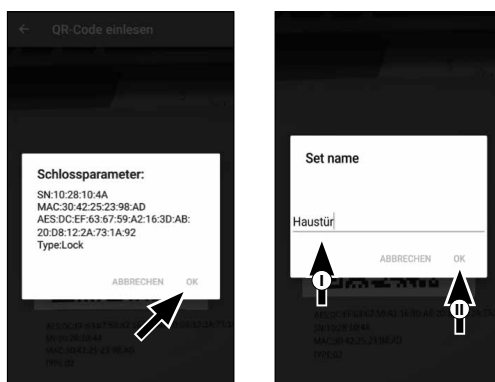 QR-Code einlesen
Schlossparameter:
SN:10:28:10:4A
MAC:30:42:25:23:98:AD
AES:DC:EF:63:67:59:A2:16:3D:AB:
20:D8:12:2A:73:1A:92
Type:Lock
ABBRECHEN OK
Set name
Haustür
ABBRECHEN OK
I
II